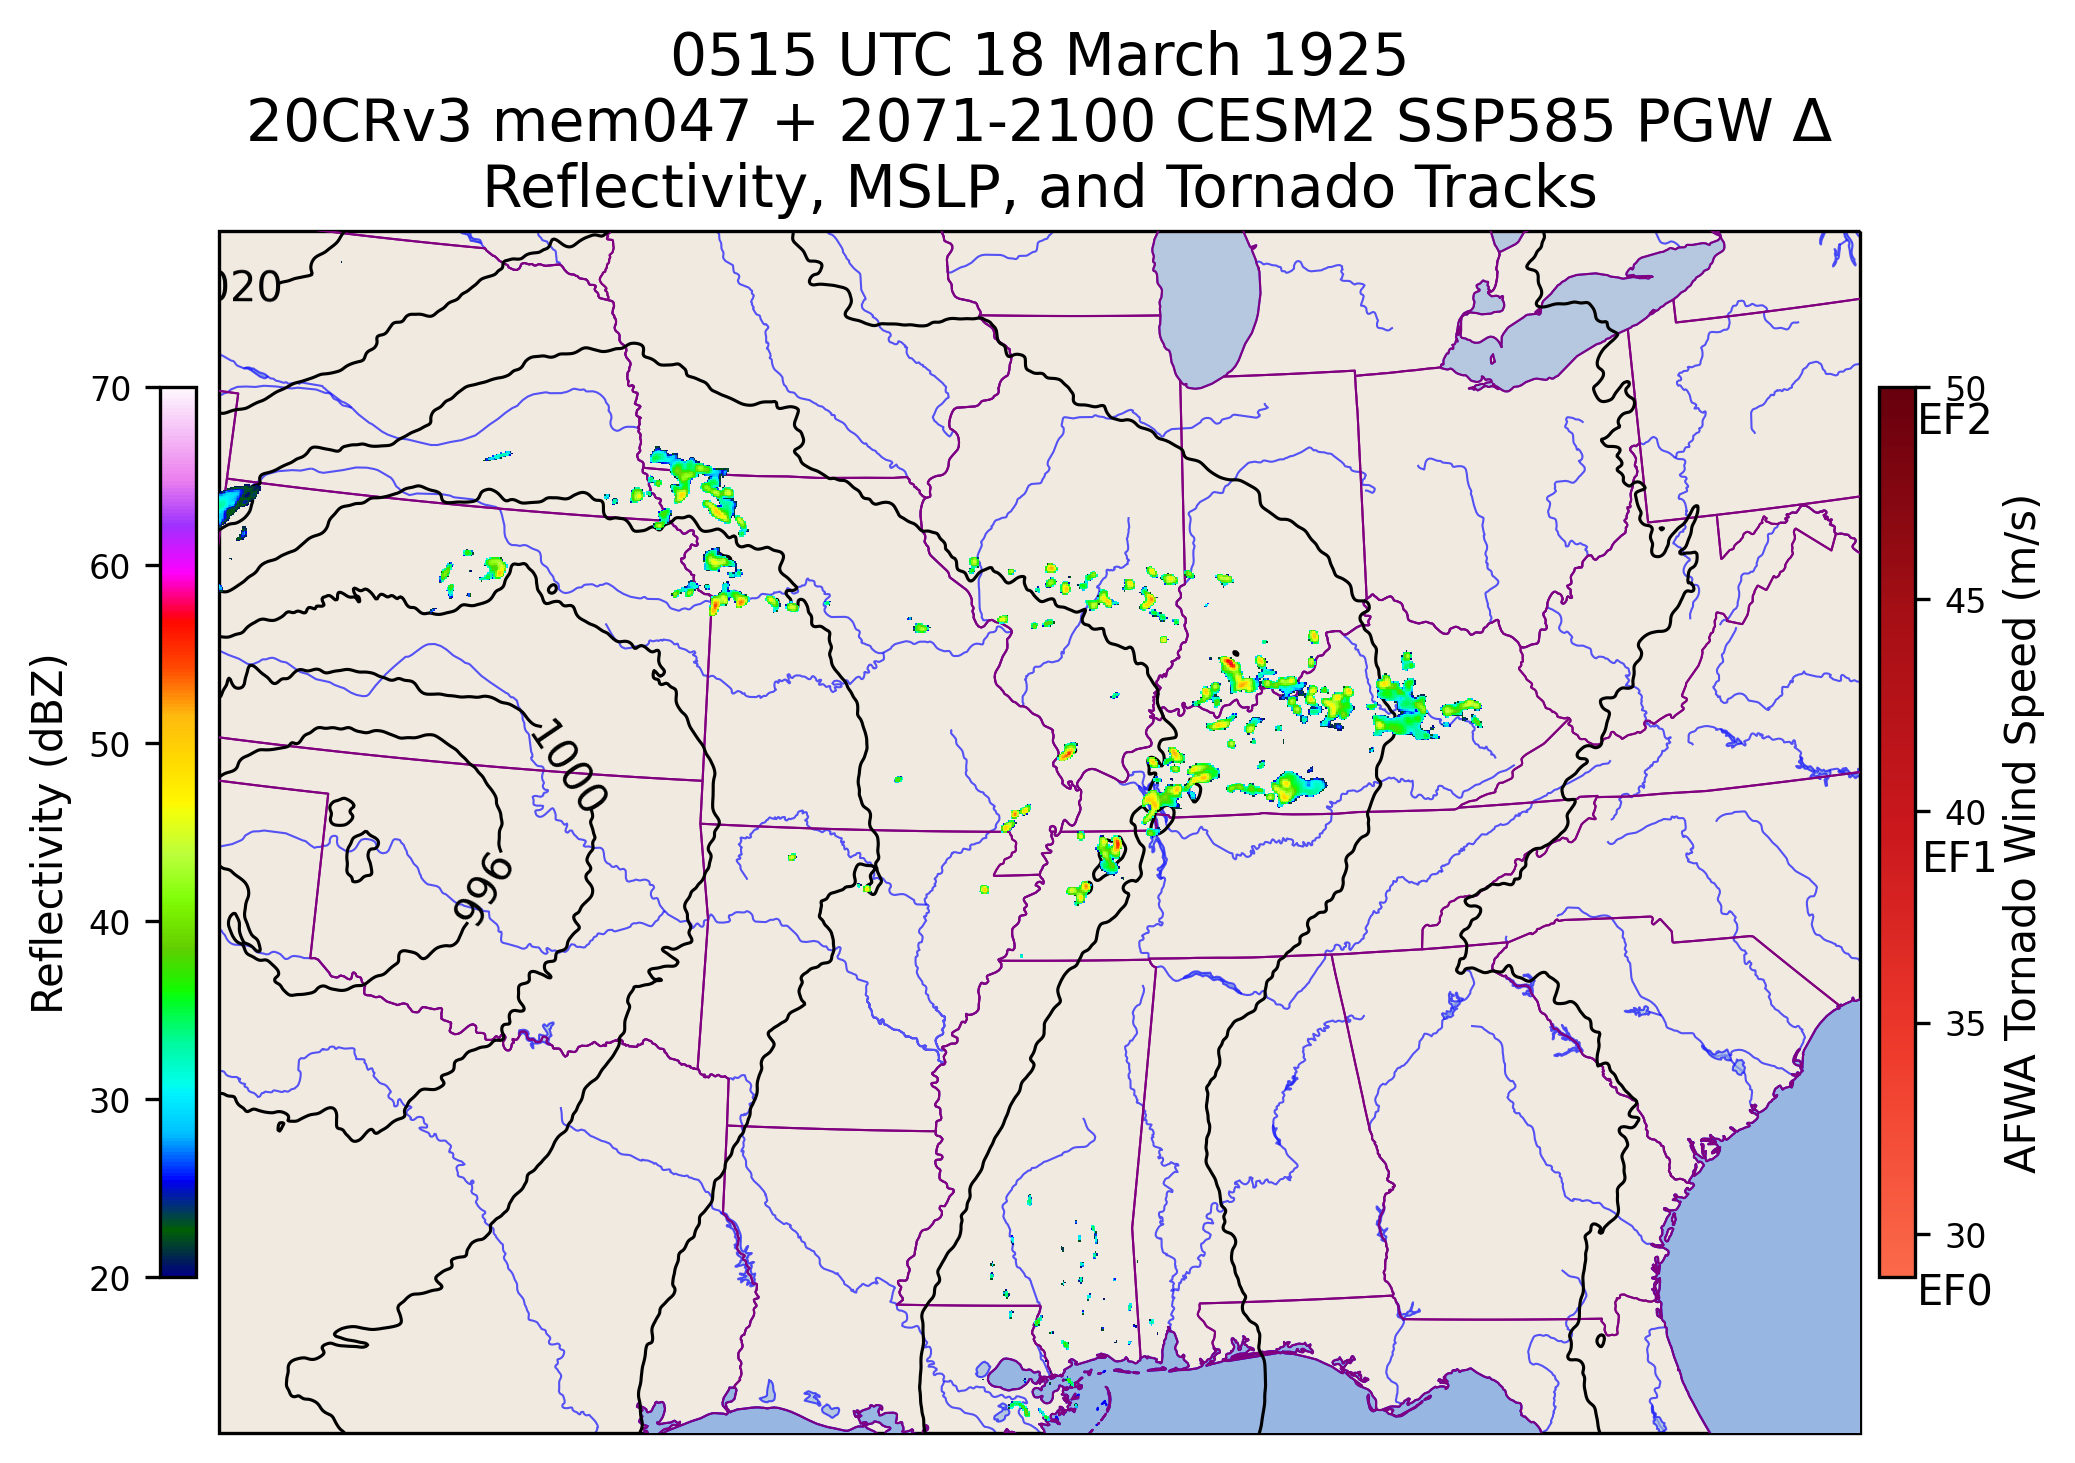 0515 UTC 18 March 1925
20CRv3 mem047 + 2071-2100 CESM2 SSP585 PGW Δ
Reflectivity, MSLP, and Tornado Tracks
020
1000
996
70
60
50
40
30
20
Reflectivity (dBZ)
50
EF2
45
40
EF1
35
30
EF0
AFWA Tornado Wind Speed (m/s)